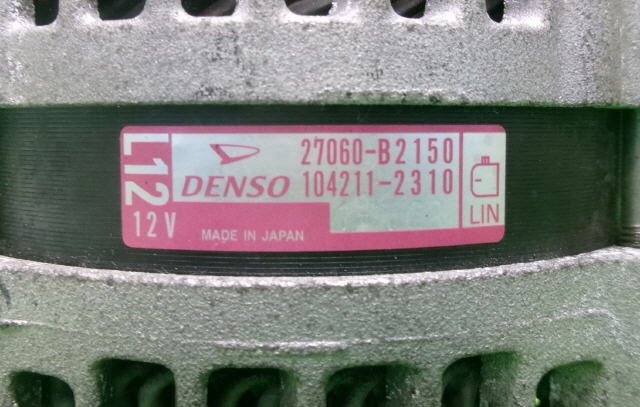 L12
12V
27060-B2150
DENSO 104211-2310
MADE IN JAPAN
LIN